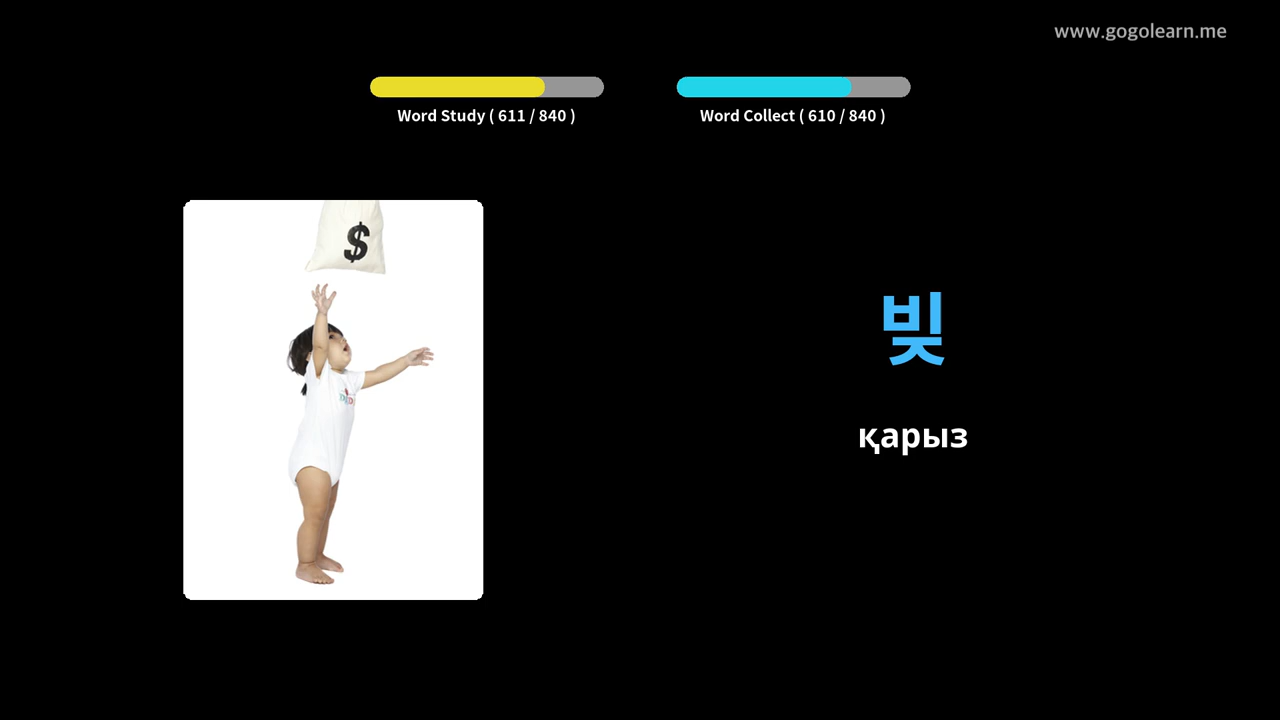 www.gogolearn.me
Word Study ( 611 / 840 )
Word Collect ( 610 / 840 )
$
빚
қарыз